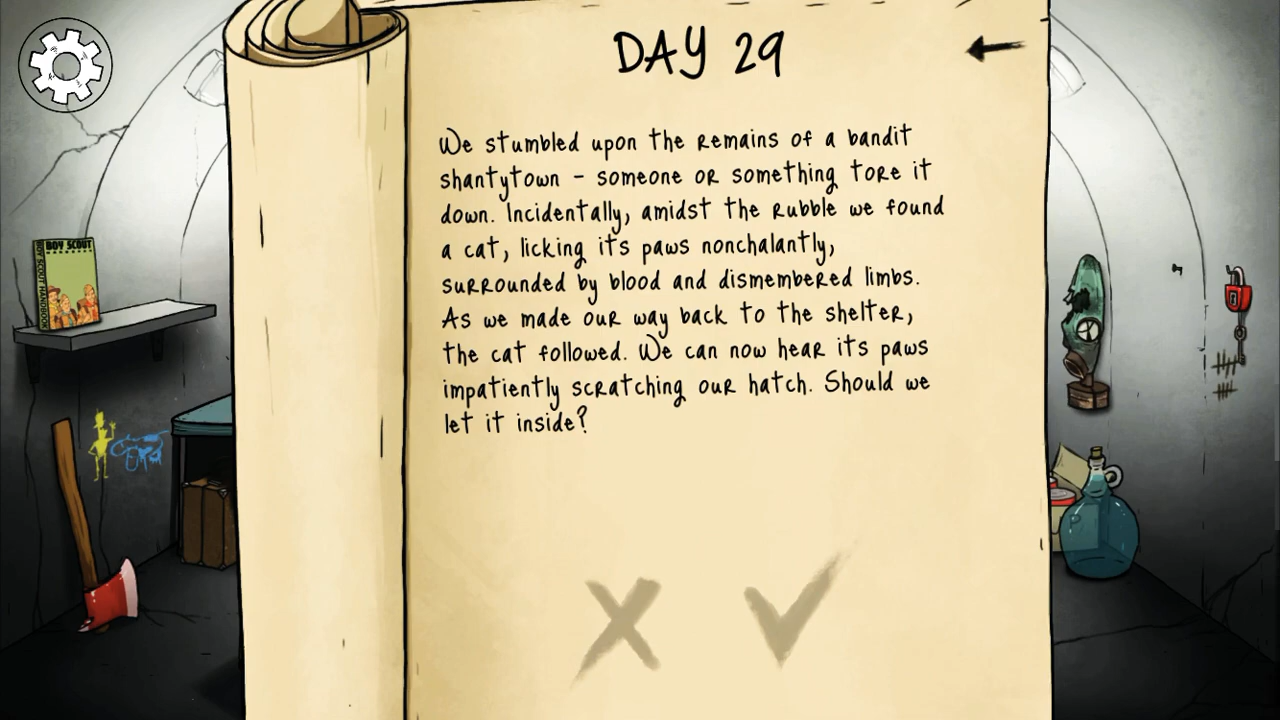 DAY 29
We stumbled upon the remains of a bandit
shantytown - someone or something tore it
down. Incidentally, amidst the rubble we found
a cat, licking its paws nonchalantly,
surrounded by blood and dismembered limbs.
As we made our way back to the shelter,
the cat followed. We can now hear its paws
impatiently scratching our hatch. Should we
let it inside?
BOY SCOUT
BOY SCOUT HANDBOOK